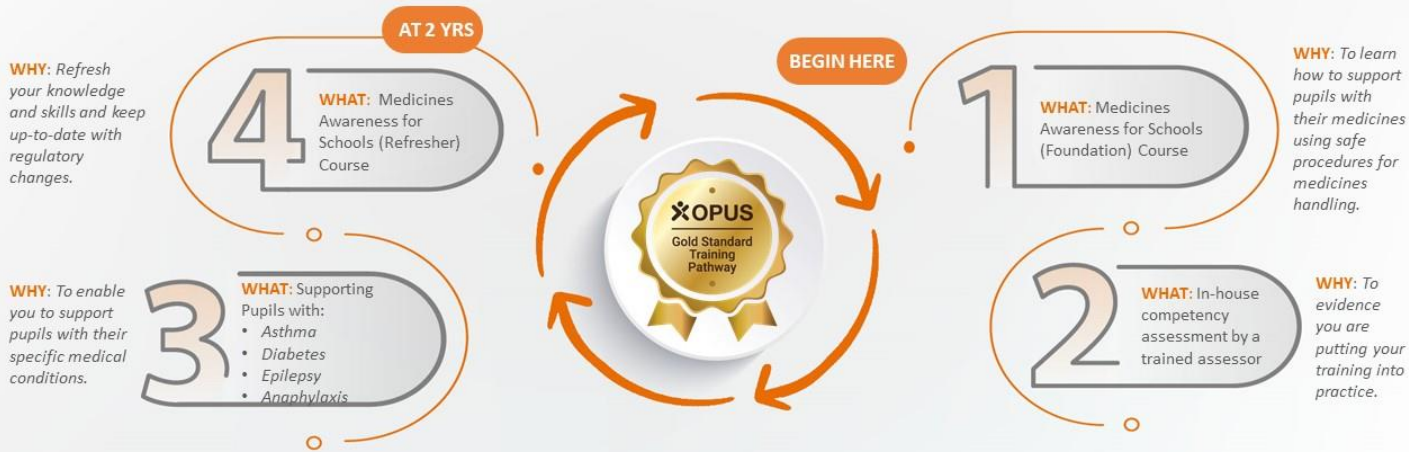 BEGIN HERE
1
WHAT: Medicines
Awareness for Schools
(Foundation) Course
WHY: To learn
how to support
pupils with
their medicines
using safe
procedures for
medicines
handling.
2
WHAT: In-house
competency
assessment by a
trained assessor
WHY: To
evidence
you are
putting your
training into
practice.
3
WHAT: Supporting
Pupils with:
• Asthma
• Diabetes
• Epilepsy
• Anaphylaxis
WHY: To enable
you to support
pupils with their
specific medical
conditions.
AT 2 YRS
4
WHAT: Medicines
Awareness for
Schools (Refresher)
Course
WHY: Refresh
your knowledge
and skills and keep
up-to-date with
regulatory
changes.
OPUS
Gold Standard
Training
Pathway